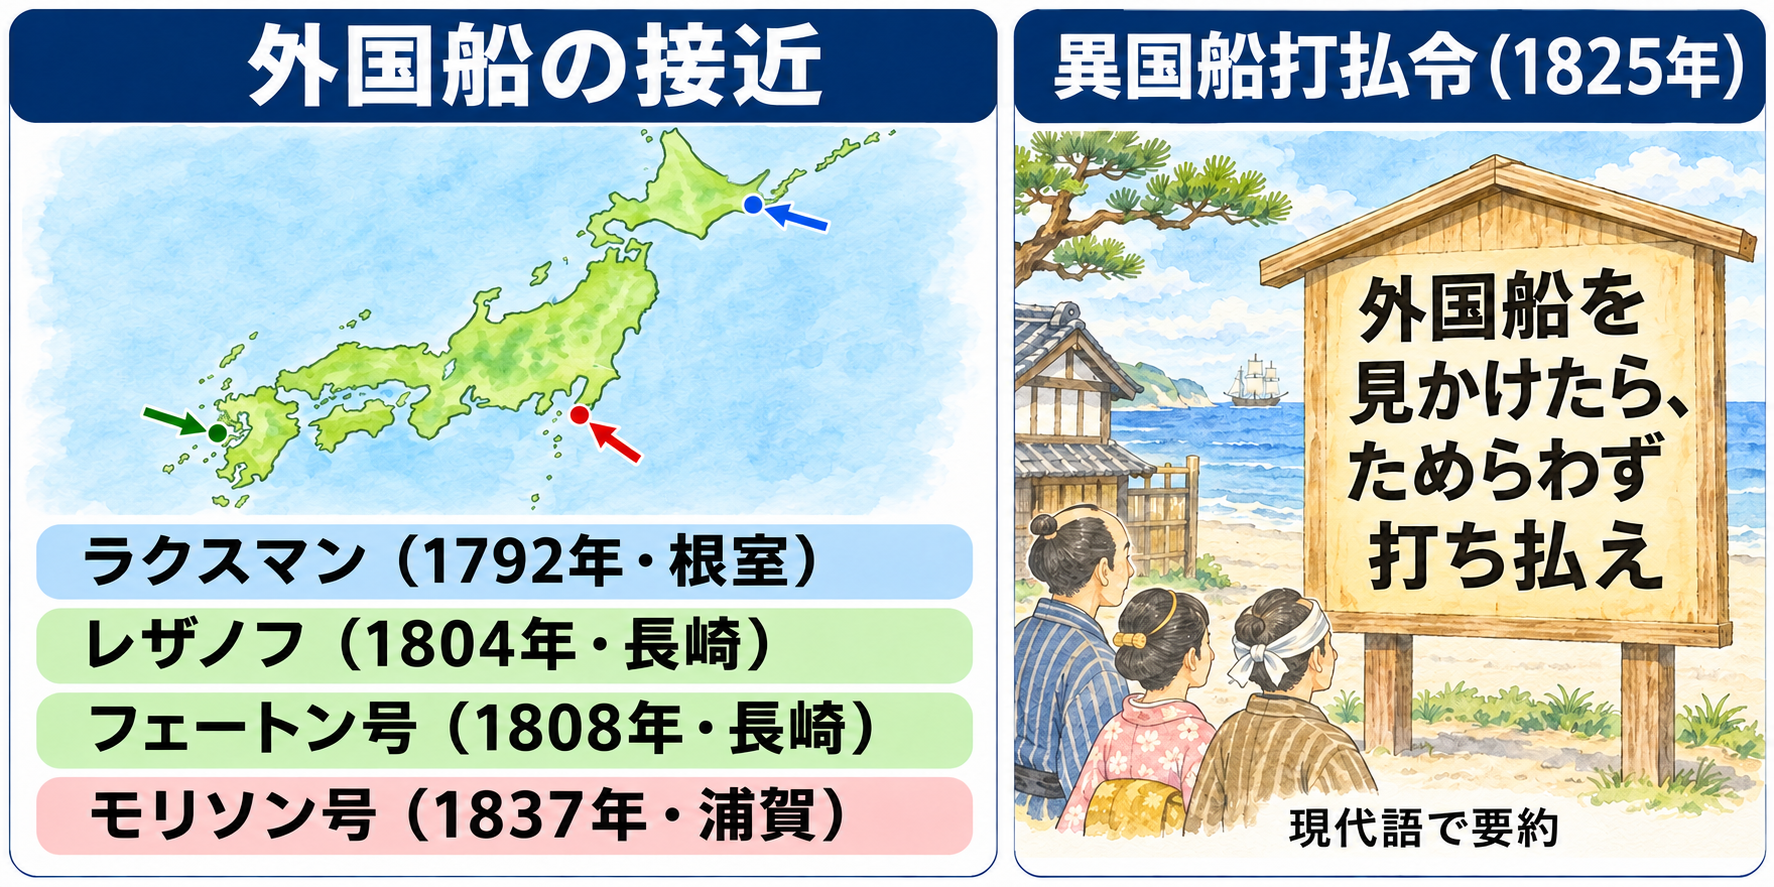 外国船の接近
ラクスマン（1792年・根室）
レザノフ（1804年・長崎）
フェートン号（1808年・長崎）
モリソン号（1837年・浦賀）
異国船打払令（1825年）
外国船を
見かけたら、
ためらわず
打ち払え
現代語で要約